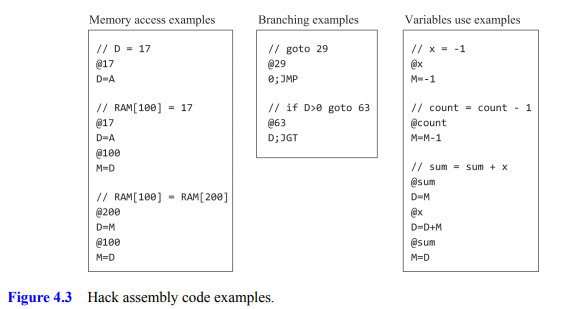 Memory access examples
// D = 17
@17
D=A
// RAM[100] = 17
@17
D=A
@100
M=D
// RAM[100] = RAM[200]
@200
D=M
@100
M=D
Branching examples
// goto 29
@29
0;JMP
// if D>0 goto 63
@63
D;JGT
Variables use examples
// x = -1
@x
M=-1
// count = count - 1
@count
M=M-1
// sum = sum + x
@sum
D=M
@x
D=D+M
@sum
M=D
Figure 4.3 Hack assembly code examples.